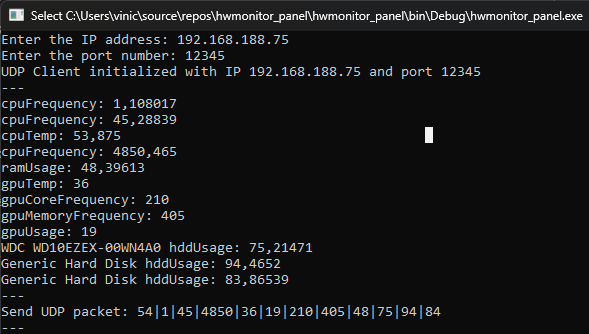 Select C:\Users\vinic\source\repos\hwmonitor_panel\hwmonitor_panel\bin\Debug\hwmonitor_panel.exe
Enter the IP address: 192.168.188.75
Enter the port number: 12345
UDP Client initialized with IP 192.168.188.75 and port 12345
---
cpuFrequency: 1,108017
cpuFrequency: 45,28839
cpuTemp: 53,875
cpuFrequency: 4850,465
ramUsage: 48,39613
gpuTemp: 36
gpuCoreFrequency: 210
gpuMemoryFrequency: 405
gpuUsage: 19
WDC WD10EZEX-00WN4A0 hddUsage: 75,21471
Generic Hard Disk hddUsage: 94,4652
Generic Hard Disk hddUsage: 83,86539
---
Send UDP packet: 54|1|45|4850|36|19|210|405|48|75|94|84
---